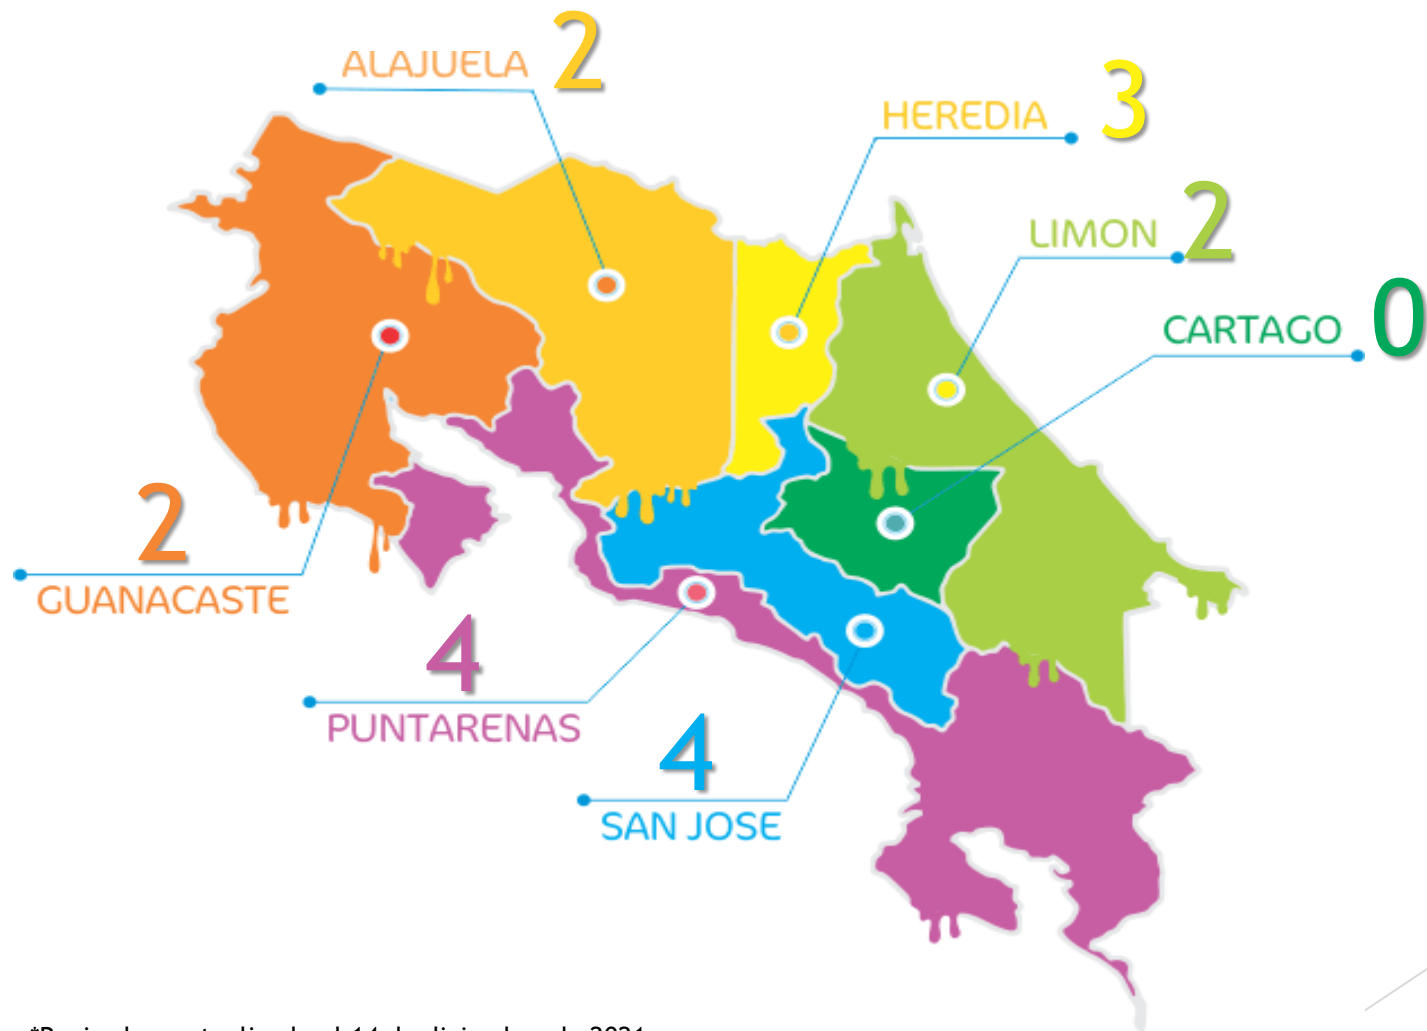 ALAJUELA 2
HEREDIA 3
LIMON 2
CARTAGO 0
2
GUANACASTE
4
PUNTARENAS
4
SAN JOSE